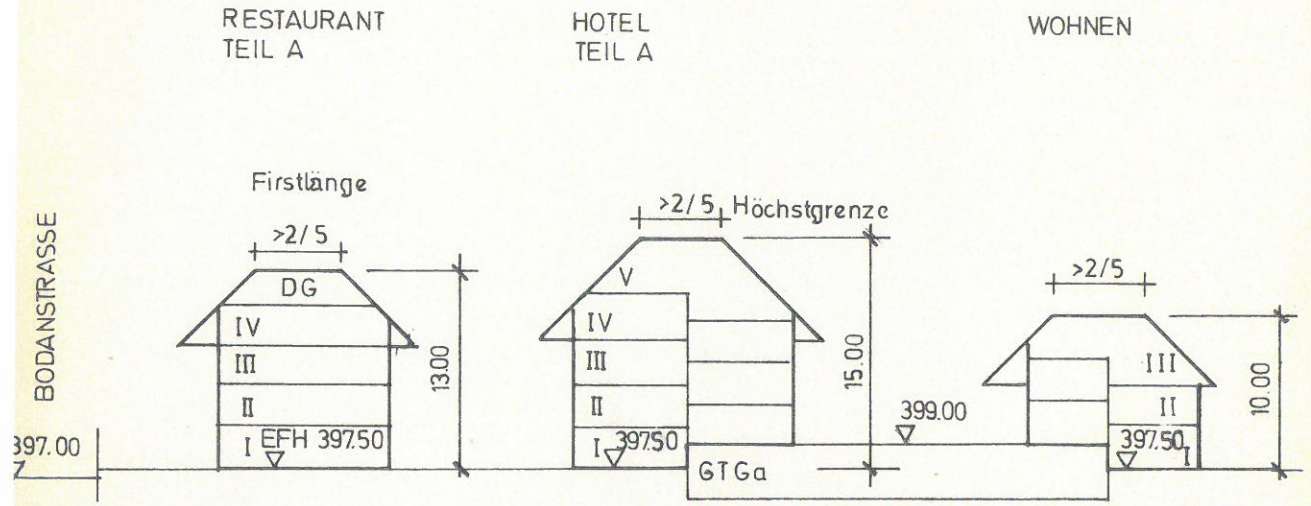 RESTAURANT
TEIL A
HOTEL
TEIL A
WOHNEN
BODANSTRASSE
Firstlänge
>2/5
DG
IV
III
II
I EFH 397.50
397.00
13.00
>2/5 Höchstgrenze
V
IV
III
II
I 397.50
GTGa
15.00
399.00
>2/5
III
II
397.50 I
10.00